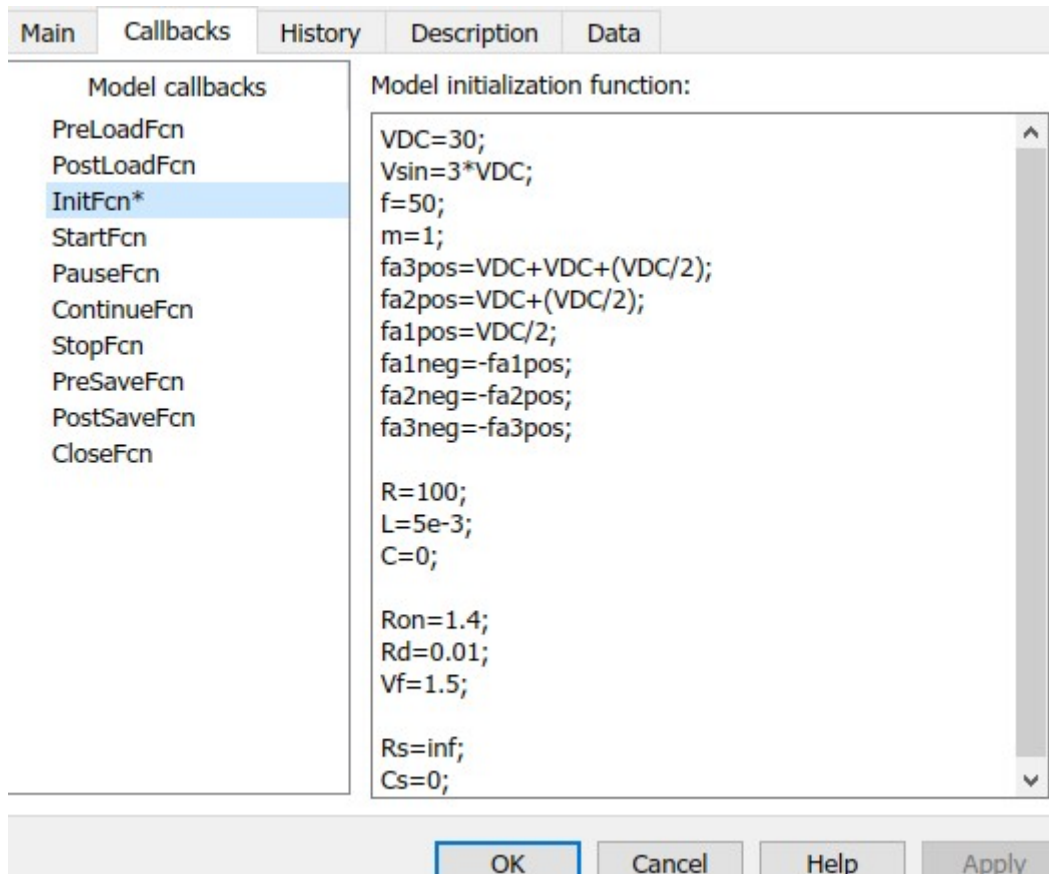 Main Callbacks History Description Data
Model callbacks
PreLoadFcn
PostLoadFcn
InitFcn*
StartFcn
PauseFcn
ContinueFcn
StopFcn
PreSaveFcn
PostSaveFcn
CloseFcn
Model initialization function:
VDC=30;
Vsin=3*VDC;
f=50;
m=1;
fa3pos=VDC+VDC+(VDC/2);
fa2pos=VDC+(VDC/2);
fa1pos=VDC/2;
fa1neg=-fa1pos;
fa2neg=-fa2pos;
fa3neg=-fa3pos;
R=100;
L=5e-3;
C=0;
Ron=1.4;
Rd=0.01;
Vf=1.5;
Rs=inf;
Cs=0;
OK Cancel Help Apply